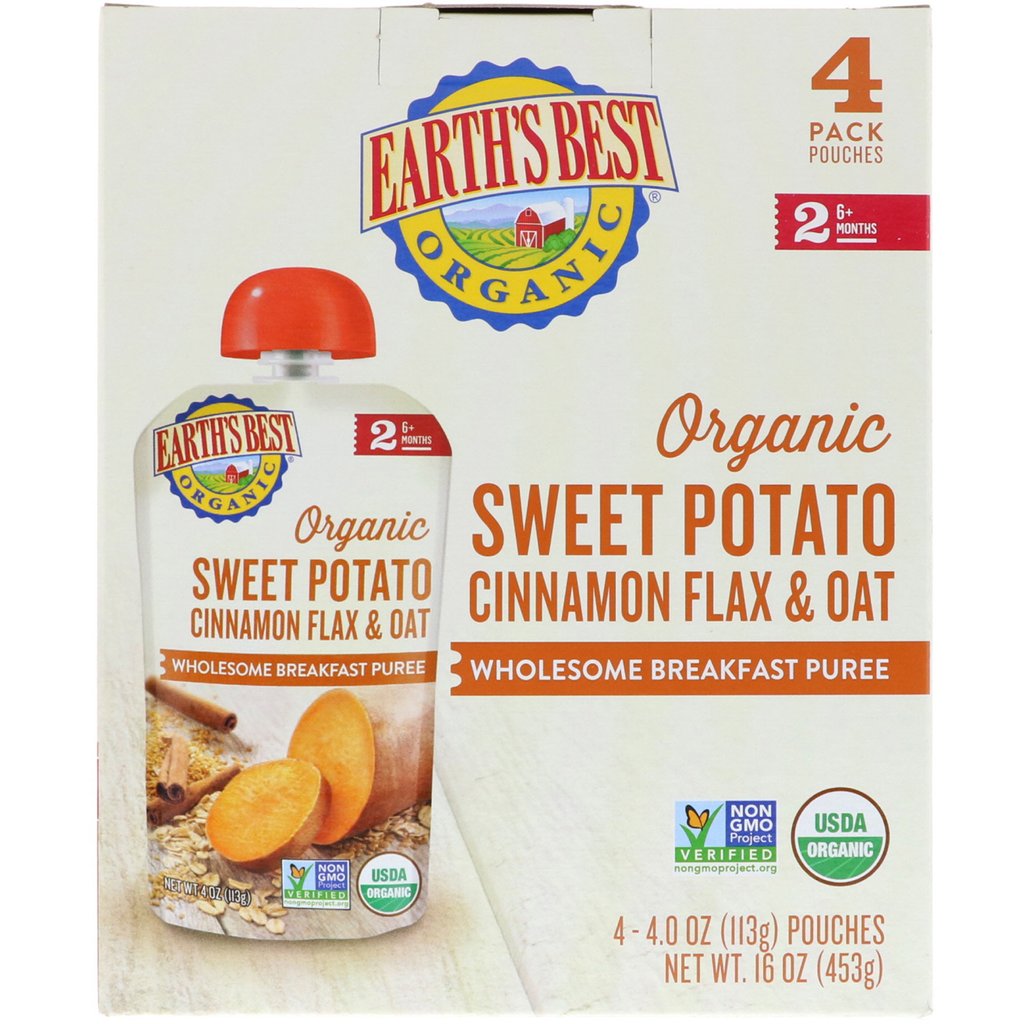 EARTH'S BEST®
ORGANIC
4
PACK
POUCHES
2 6+
MONTHS
Organic
SWEET POTATO
CINNAMON FLAX & OAT
WHOLESOME BREAKFAST PUREE
EARTH'S BEST®
ORGANIC
2 6+
MONTHS
Organic
SWEET POTATO
CINNAMON FLAX & OAT
WHOLESOME BREAKFAST PUREE
NET WT 4 OZ (113g)
NON
GMO
Project
VERIFIED
nongmoproject.org
USDA
ORGANIC
NON
GMO
Project
VERIFIED
nongmoproject.org
USDA
ORGANIC
4 - 4.0 OZ (113g) POUCHES
NET WT. 16 OZ (453g)